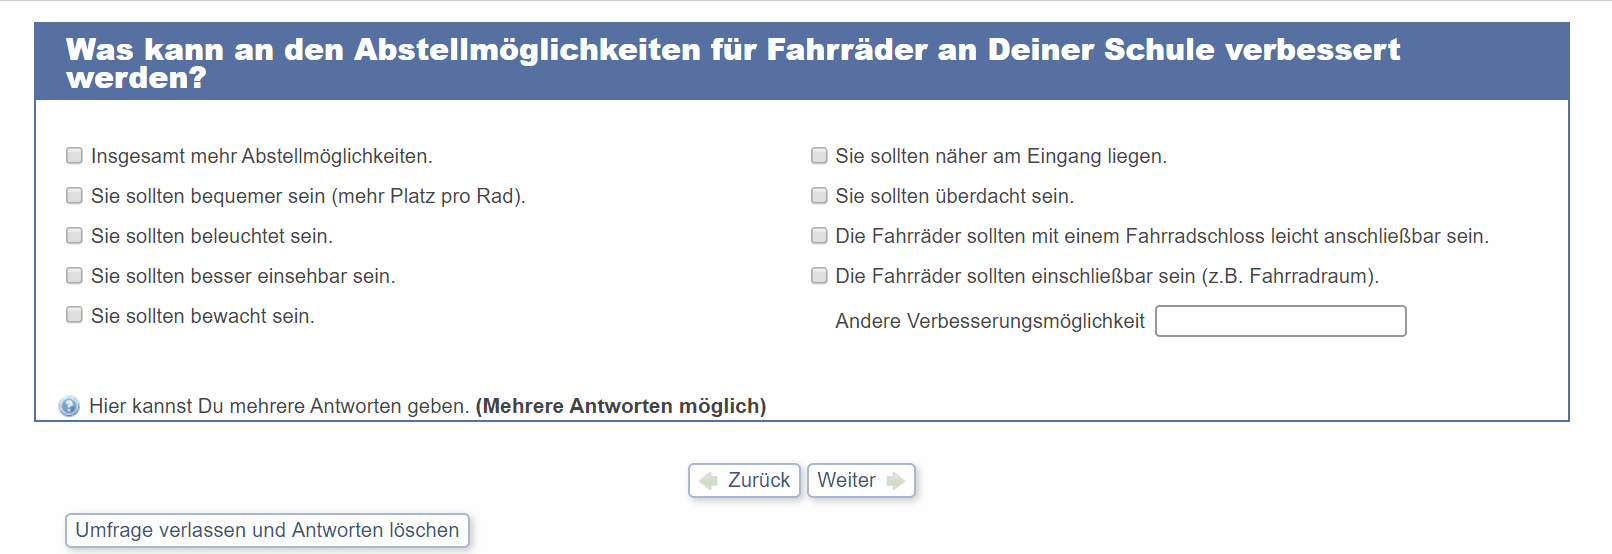 Was kann an den Abstellmöglichkeiten für Fahrräder an Deiner Schule verbessert
werden?
Insgesamt mehr Abstellmöglichkeiten.
Sie sollten bequemer sein (mehr Platz pro Rad).
Sie sollten beleuchtet sein.
Sie sollten besser einsehbar sein.
Sie sollten bewacht sein.
Sie sollten näher am Eingang liegen.
Sie sollten überdacht sein.
Die Fahrräder sollten mit einem Fahrradschloss leicht anschließbar sein.
Die Fahrräder sollten einschließbar sein (z.B. Fahrradraum).
Andere Verbesserungsmöglichkeit
Hier kannst Du mehrere Antworten geben. (Mehrere Antworten möglich)
Zurück
Weiter
Umfrage verlassen und Antworten löschen